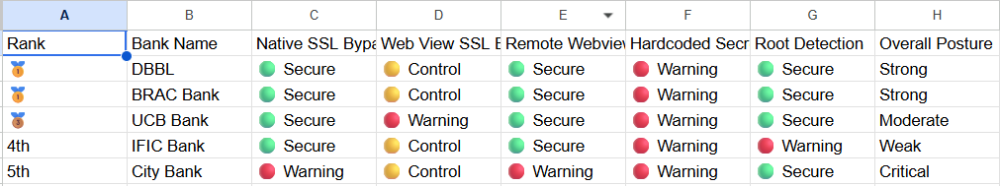 A B C D E F G H
Rank Bank Name Native SSL Bypa Web View SSL E Remote Webview Hardcoded Secr Root Detection Overall Posture
🥇 DBBL Secure Control Secure Warning Secure Strong
🥇 BRAC Bank Secure Control Secure Warning Secure Strong
🥉 UCB Bank Secure Warning Secure Warning Secure Moderate
4th IFIC Bank Secure Control Secure Warning Warning Weak
5th City Bank Warning Control Warning Warning Secure Critical